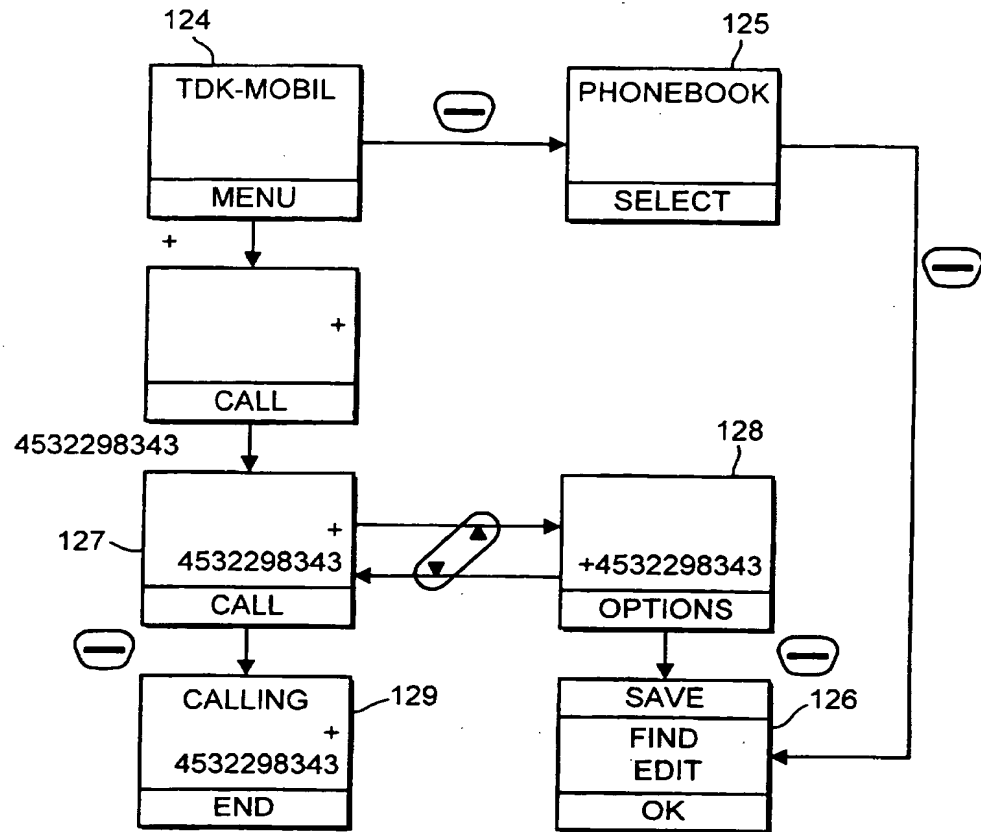 124
125
TDK-MOBIL
MENU
PHONEBOOK
SELECT
+
+
CALL
4532298343
127
+
4532298343
CALL
128
+4532298343
OPTIONS
129
CALLING
+
4532298343
END
126
SAVE
FIND
EDIT
OK